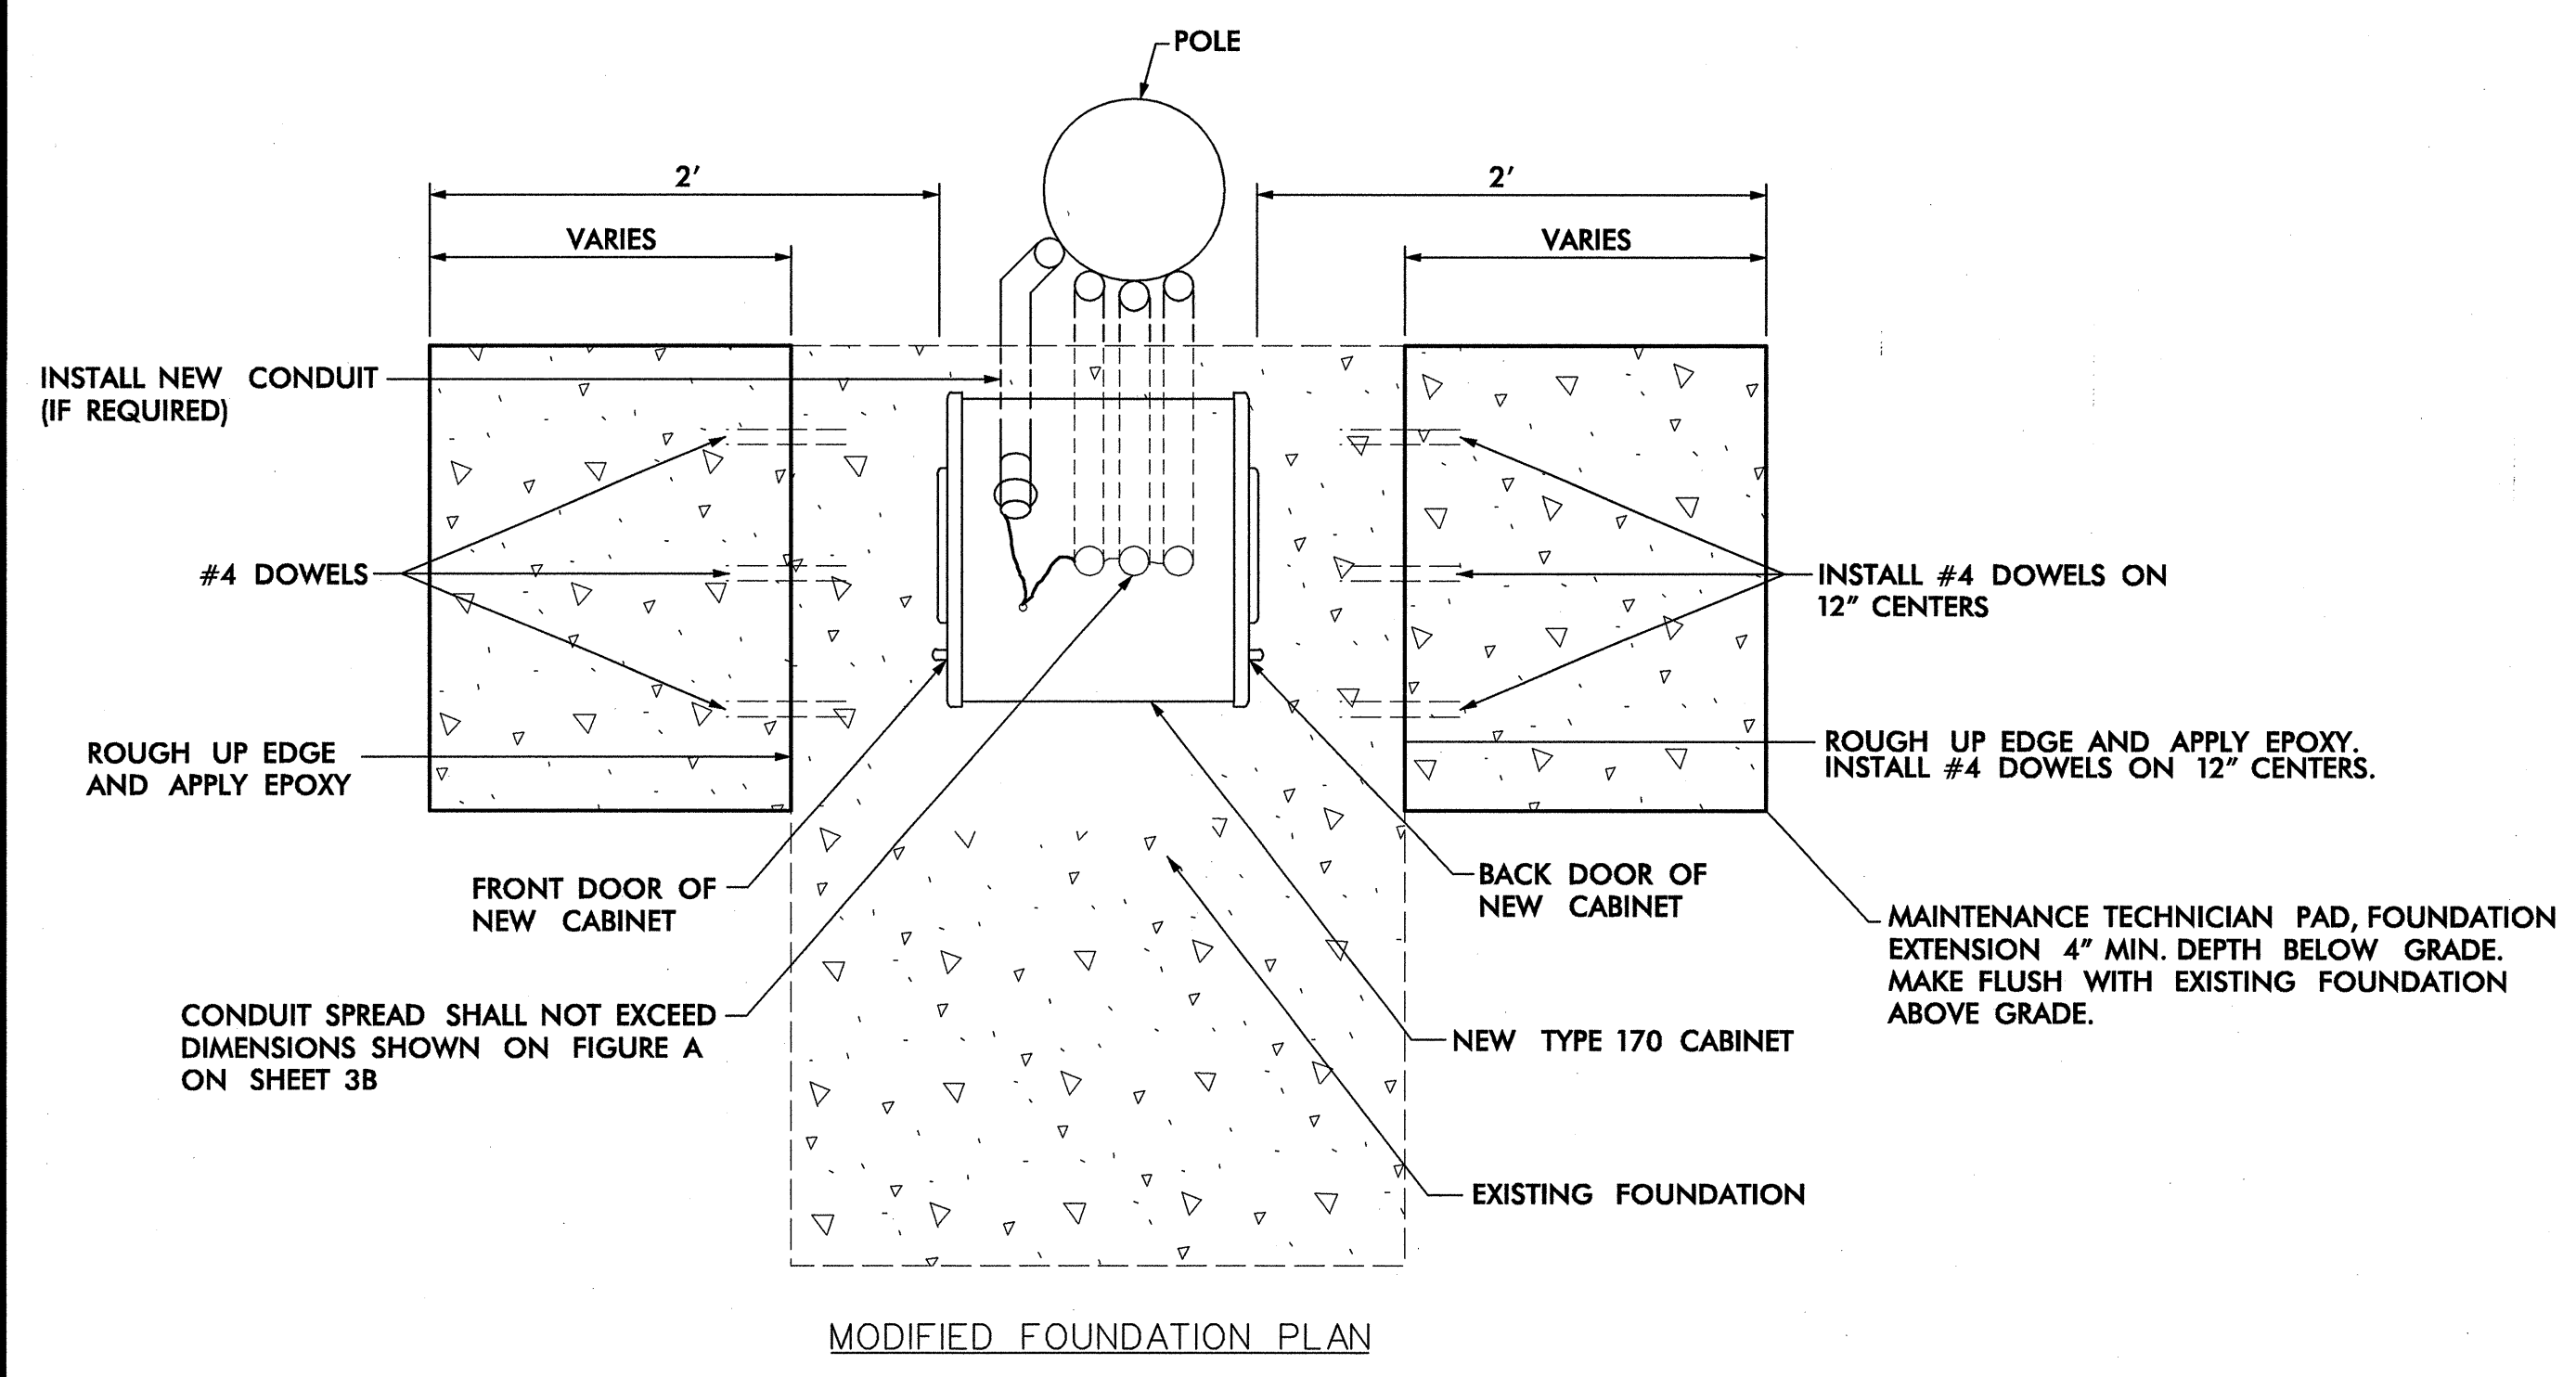 POLE
2'
2'
VARIES
VARIES
INSTALL NEW CONDUIT
(IF REQUIRED)
#4 DOWELS
INSTALL #4 DOWELS ON
12" CENTERS
ROUGH UP EDGE
AND APPLY EPOXY
ROUGH UP EDGE AND APPLY EPOXY.
INSTALL #4 DOWELS ON 12" CENTERS.
FRONT DOOR OF
NEW CABINET
BACK DOOR OF
NEW CABINET
MAINTENANCE TECHNICIAN PAD, FOUNDATION
EXTENSION 4" MIN. DEPTH BELOW GRADE.
MAKE FLUSH WITH EXISTING FOUNDATION
ABOVE GRADE.
CONDUIT SPREAD SHALL NOT EXCEED
DIMENSIONS SHOWN ON FIGURE A
ON SHEET 3B
NEW TYPE 170 CABINET
EXISTING FOUNDATION
MODIFIED FOUNDATION PLAN